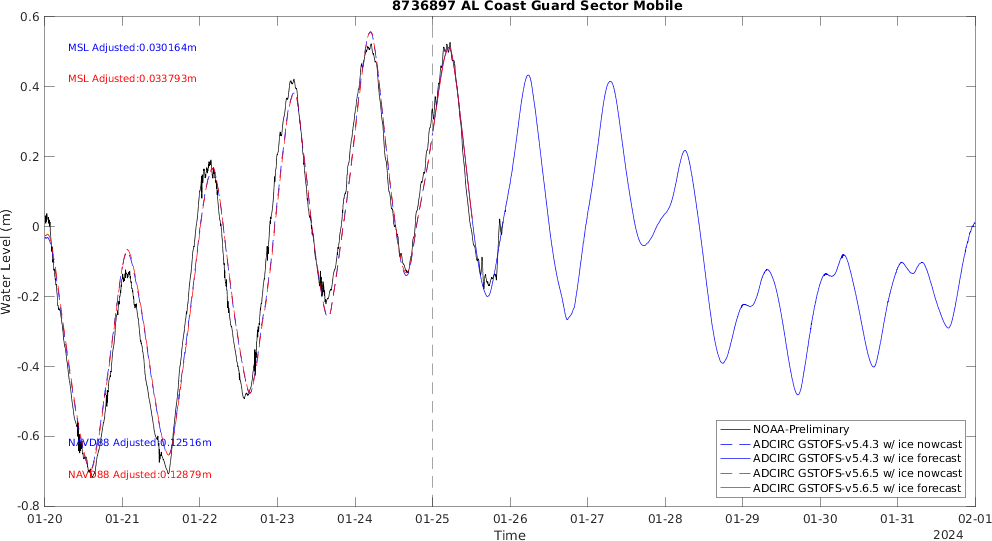 8736897 AL Coast Guard Sector Mobile
0.6
MSL Adjusted:0.030164m
MSL Adjusted:0.033793m
0.4
0.2
0
-0.2
-0.4
-0.6
-0.8
Water Level (m)
NAVD88 Adjusted:0.12516m
NAVD88 Adjusted:0.12879m
NOAA-Preliminary
ADCIRC GSTOFS-v5.4.3 w/ ice nowcast
ADCIRC GSTOFS-v5.4.3 w/ ice forecast
ADCIRC GSTOFS-v5.6.5 w/ ice nowcast
ADCIRC GSTOFS-v5.6.5 w/ ice forecast
01-20 01-21 01-22 01-23 01-24 01-25 01-26 01-27 01-28 01-29 01-30 01-31 02-01
Time
2024